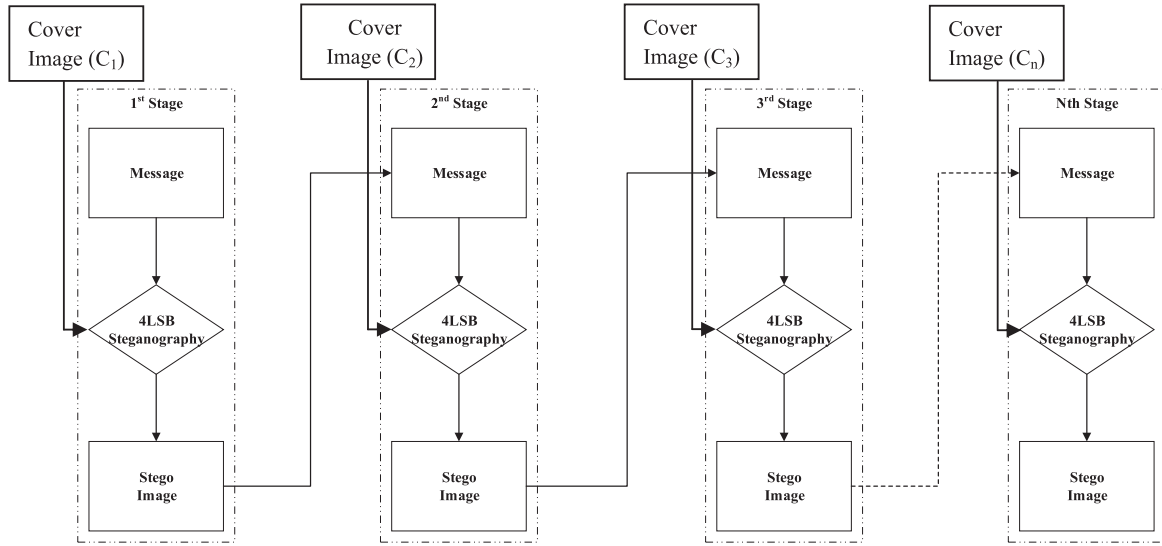 Cover
Image (C₁)
Cover
Image (C₂)
Cover
Image (C₃)
Cover
Image (Cₙ)
1ˢᵗ Stage
Message
4LSB
Steganography
Stego
Image
2ⁿᵈ Stage
Message
4LSB
Steganography
Stego
Image
3ʳᵈ Stage
Message
4LSB
Steganography
Stego
Image
Nth Stage
Message
4LSB
Steganography
Stego
Image